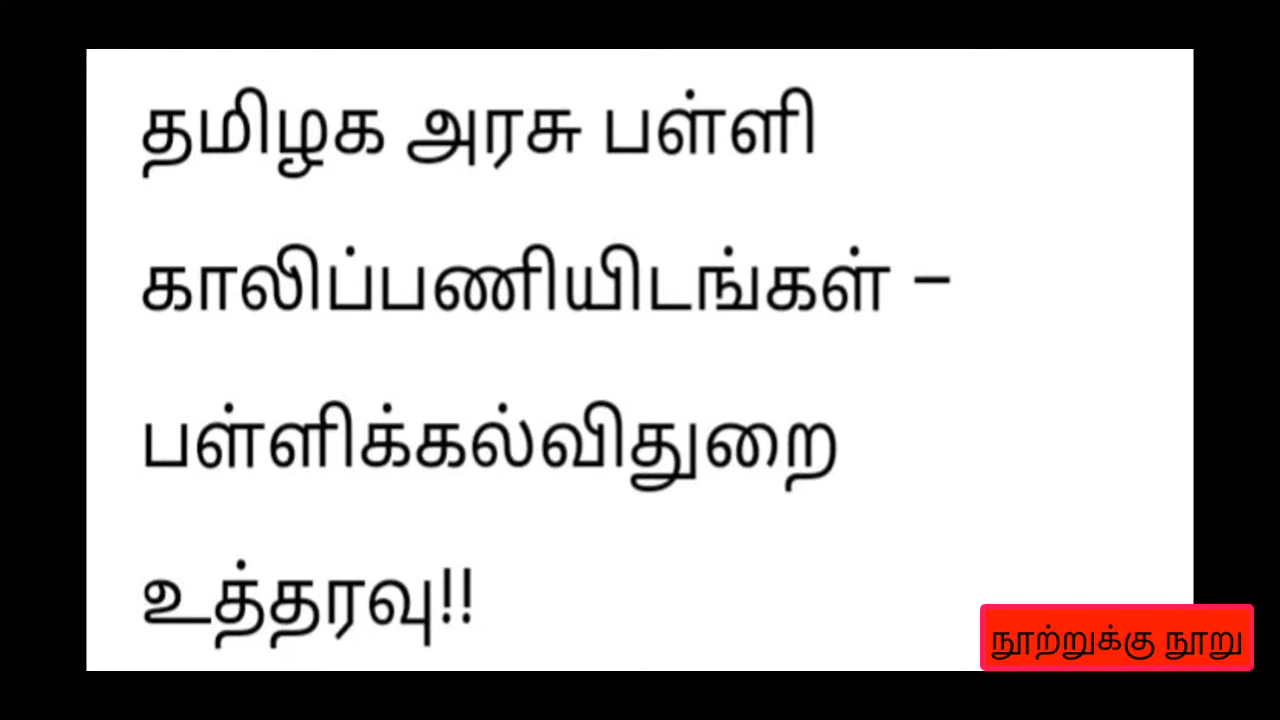 தமிழக அரசு பள்ளி
காலிப்பணியிடங்கள் –
பள்ளிக்கல்விதுறை
உத்தரவு!!
நூற்றுக்கு நூறு